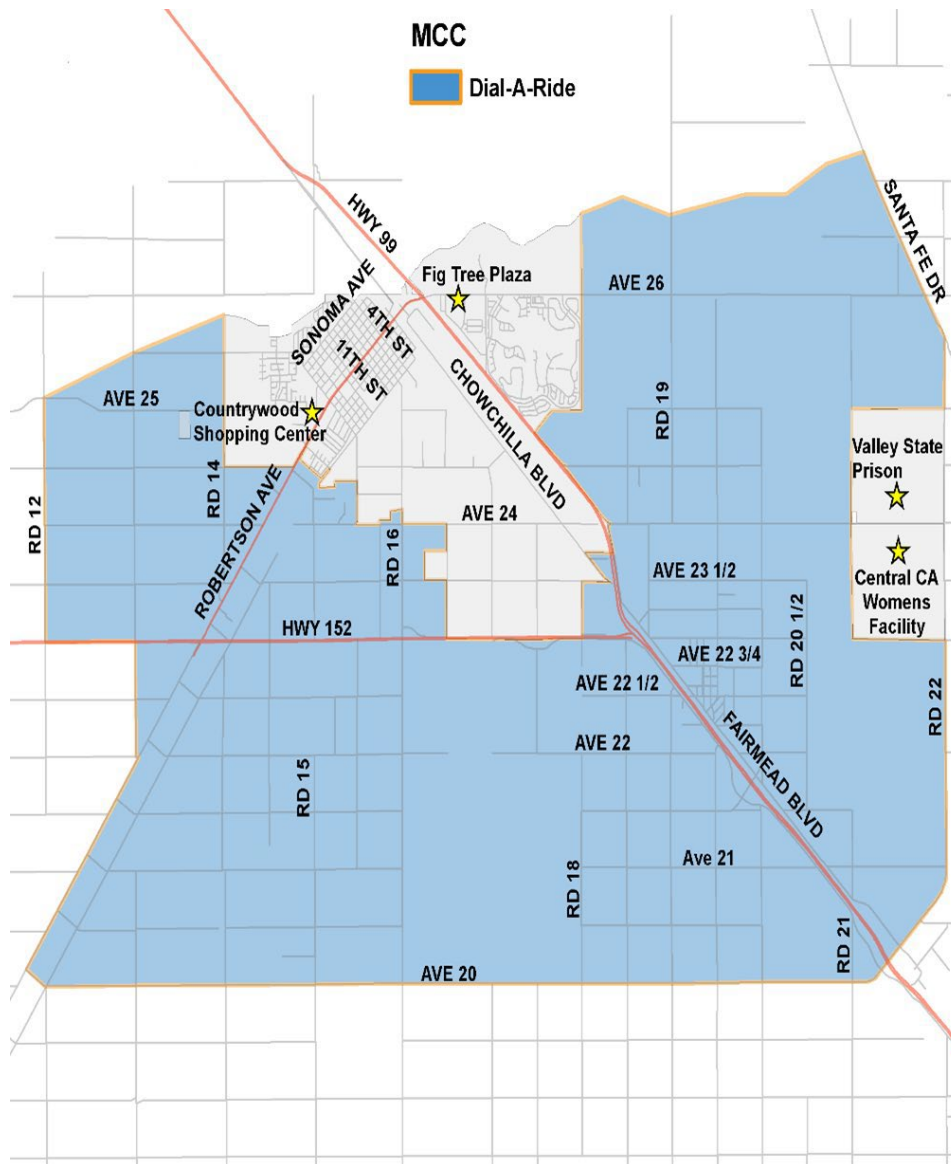 MCC
Dial-A-Ride
SANTA FE DR
HWY 99
Fig Tree Plaza
AVE 26
SONOMA AVE
4TH ST
11TH ST
CHOWCHILLA BLVD
RD 19
AVE 25
Countrywood
Shopping Center
Valley State
Prison
RD 12
RD 14
ROBERTSON AVE
AVE 24
RD 16
AVE 23 1/2
Central CA
Womens
Facility
HWY 152
RD 20 1/2
AVE 22 3/4
AVE 22 1/2
RD 22
AVE 22
FAIRMEAD BLVD
RD 15
Ave 21
RD 18
RD 21
AVE 20